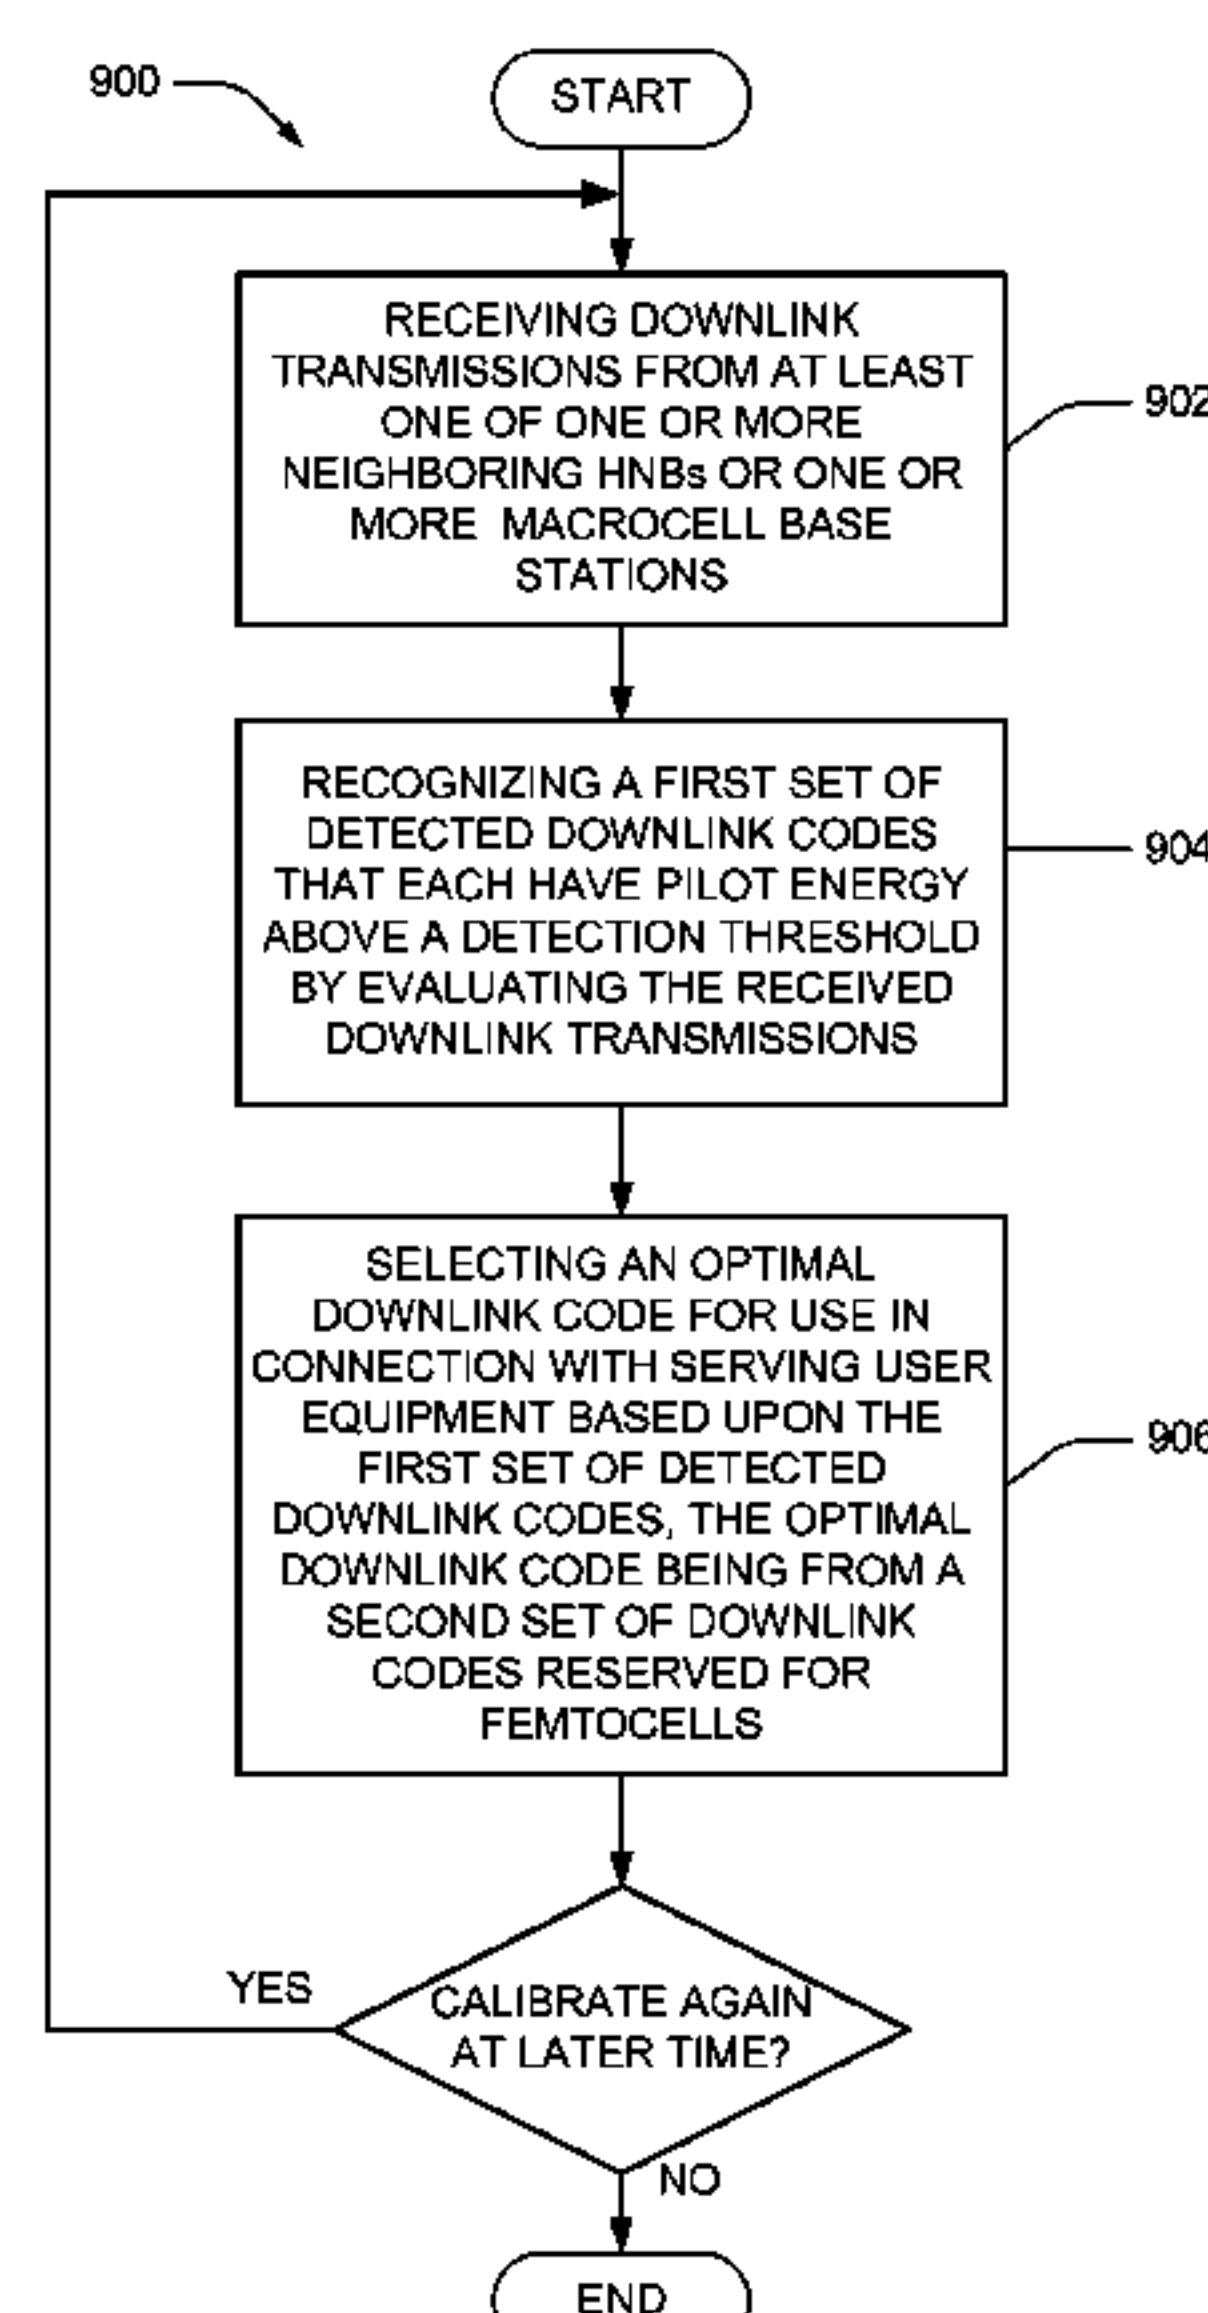 900
START
RECEIVING DOWNLINK
TRANSMISSIONS FROM AT LEAST
ONE OF ONE OR MORE
NEIGHBORING HNBs OR ONE OR
MORE MACROCELL BASE
STATIONS
902
RECOGNIZING A FIRST SET OF
DETECTED DOWNLINK CODES
THAT EACH HAVE PILOT ENERGY
ABOVE A DETECTION THRESHOLD
BY EVALUATING THE RECEIVED
DOWNLINK TRANSMISSIONS
904
SELECTING AN OPTIMAL
DOWNLINK CODE FOR USE IN
CONNECTION WITH SERVING USER
EQUIPMENT BASED UPON THE
FIRST SET OF DETECTED
DOWNLINK CODES, THE OPTIMAL
DOWNLINK CODE BEING FROM A
SECOND SET OF DOWNLINK
CODES RESERVED FOR
FEMTOCELLS
906
YES
CALIBRATE AGAIN
AT LATER TIME?
NO
END